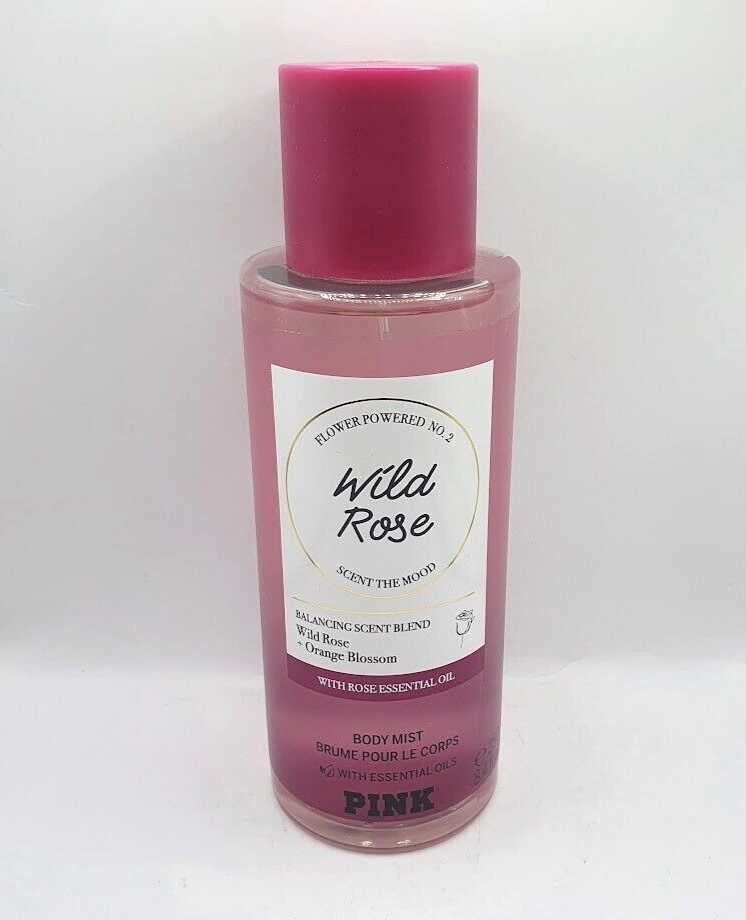 FLOWER POWERED NO. 2
Wild
Rose
SCENT THE MOOD
BALANCING SCENT BLEND
Wild Rose
+ Orange Blossom
WITH ROSE ESSENTIAL OIL
BODY MIST
BRUME POUR LE CORPS
WITH ESSENTIAL OILS
PINK